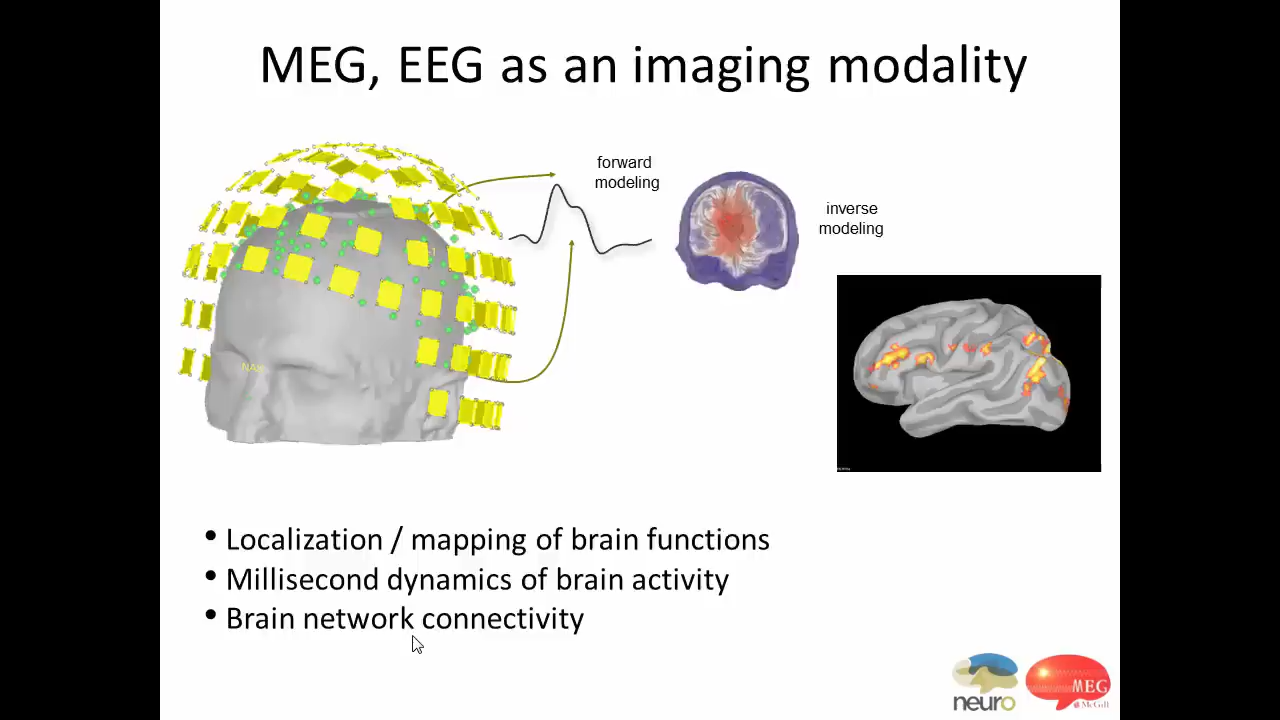 MEG, EEG as an imaging modality
forward
modeling
inverse
modeling
• Localization / mapping of brain functions
• Millisecond dynamics of brain activity
• Brain network connectivity
neuro
MEG
McGill